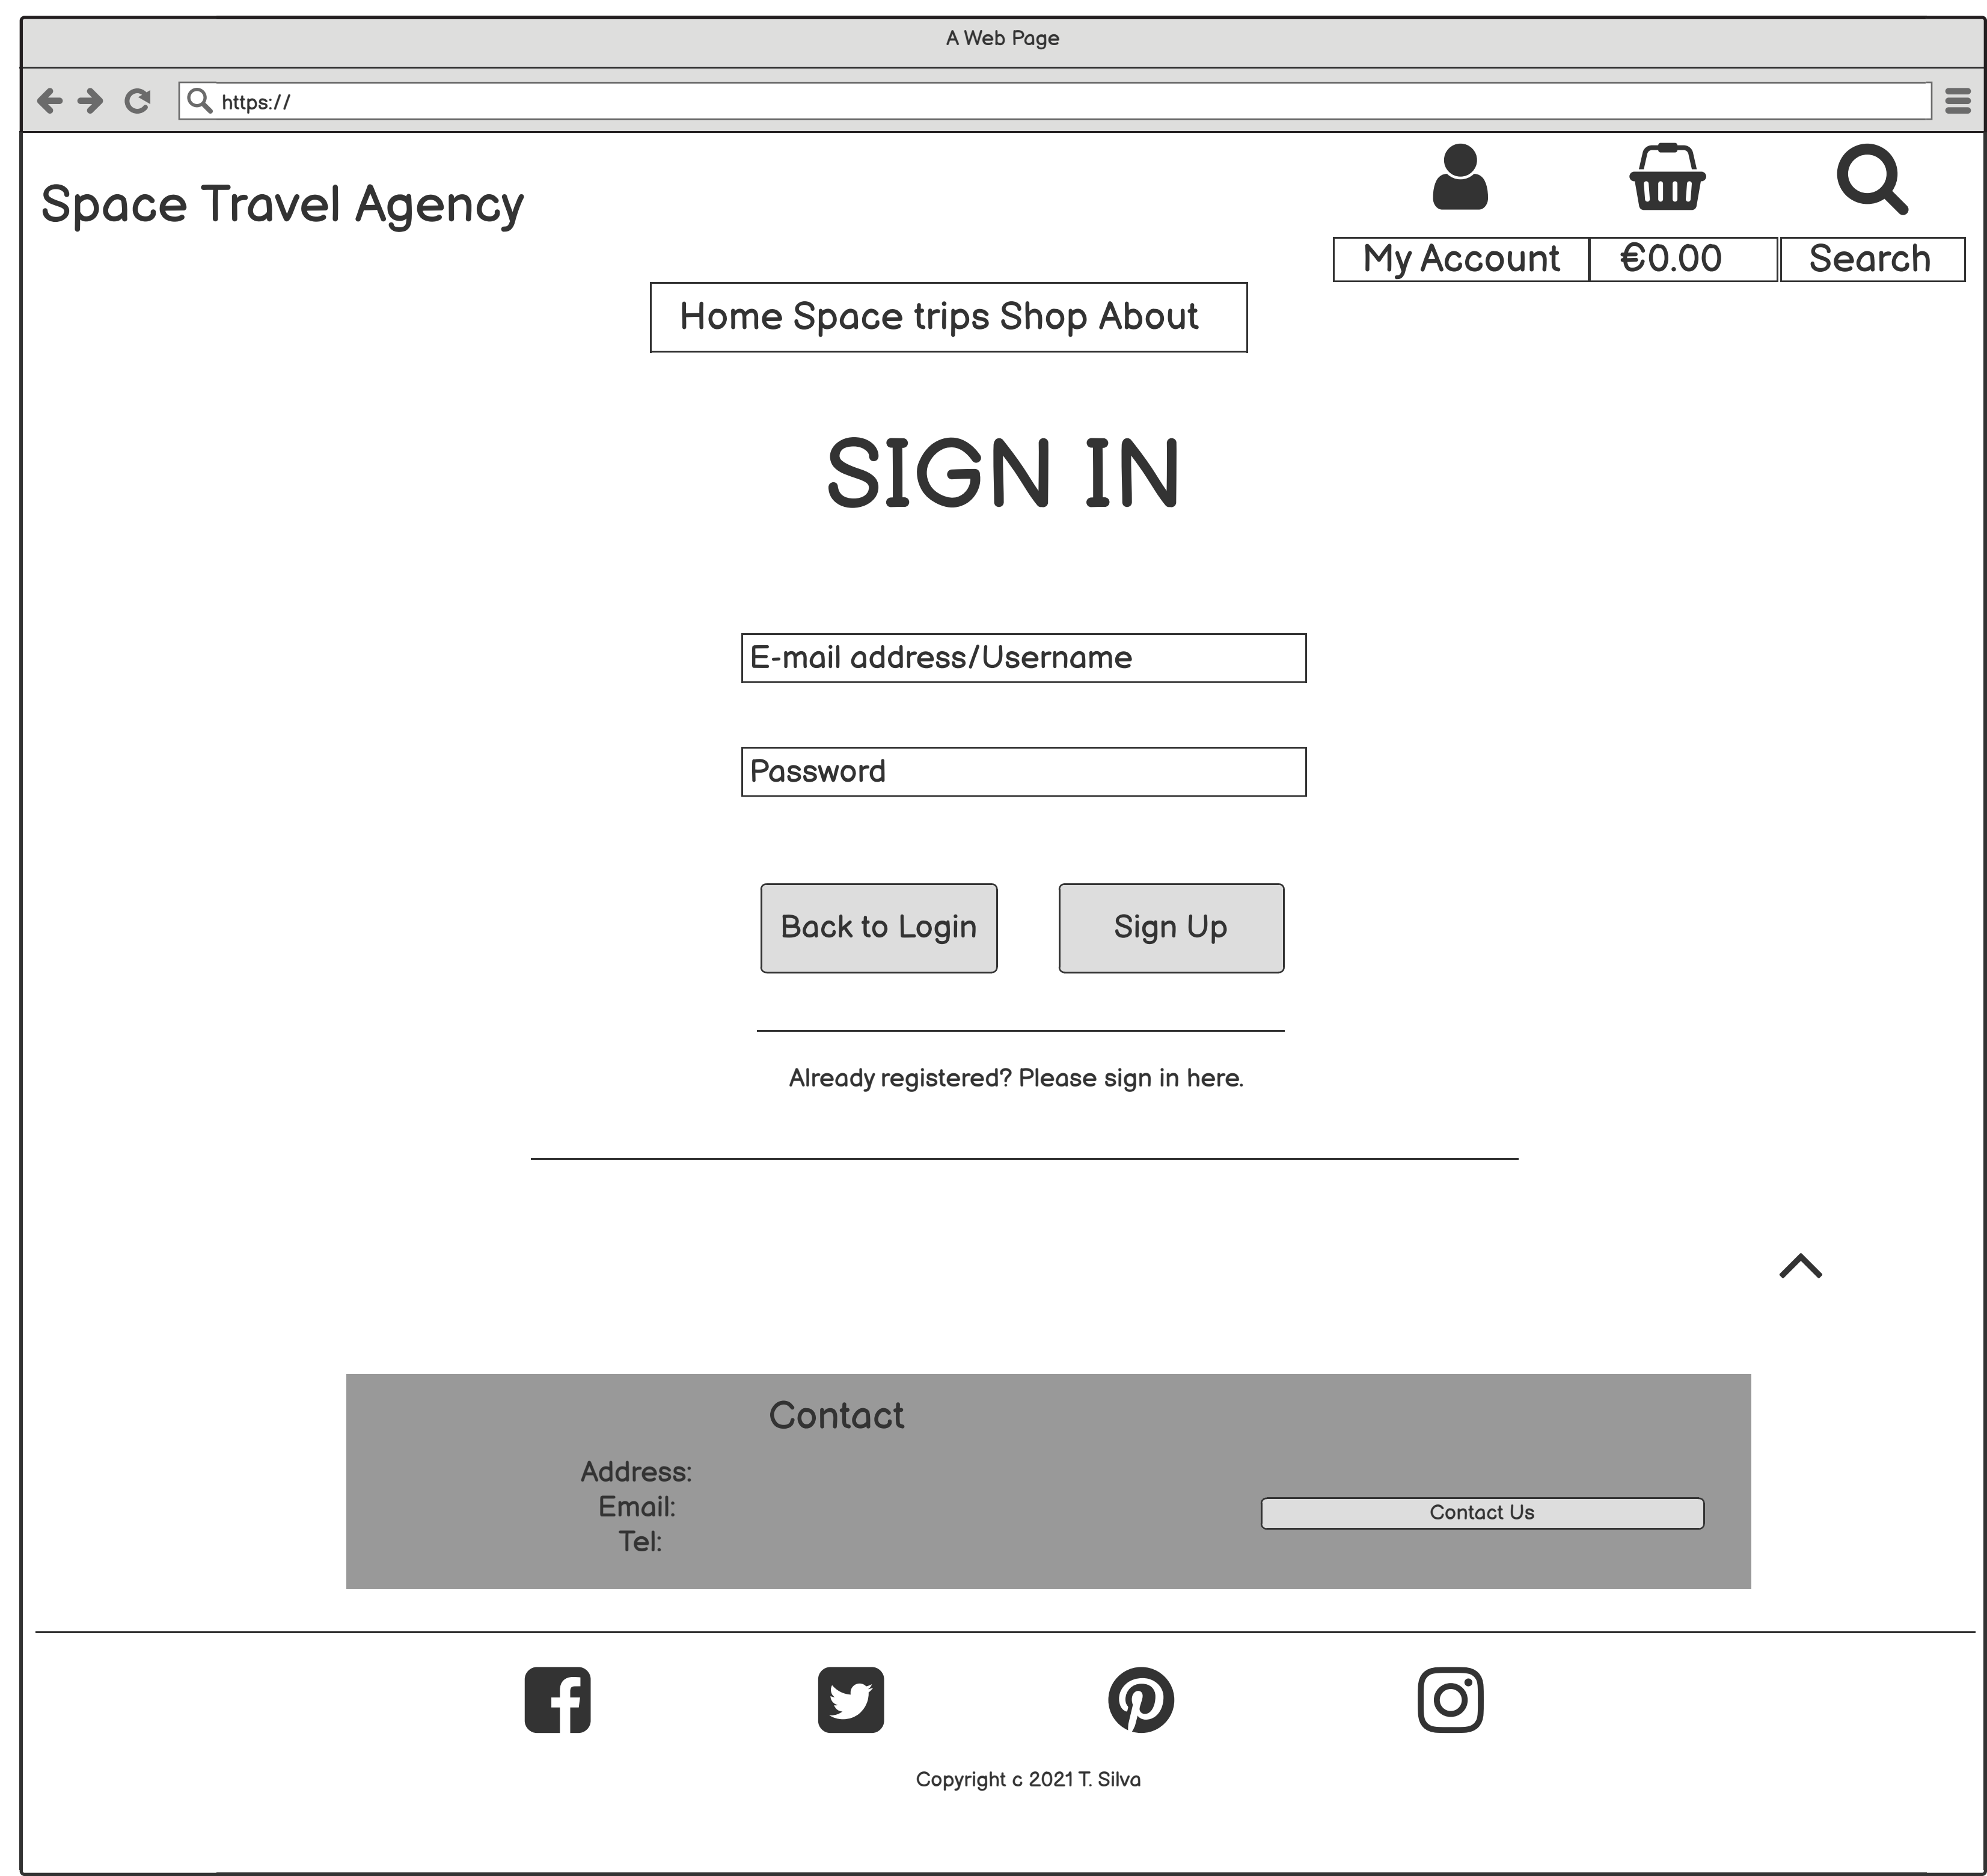 A Web Page
https://
Space Travel Agency
My Account €0.00 Search
Home Space trips Shop About
SIGN IN
E-mail address/Username
Password
Back to Login Sign Up
Already registered? Please sign in here.
Contact
Address:
Email:
Tel:
Contact Us
Copyright c 2021 T. Silva